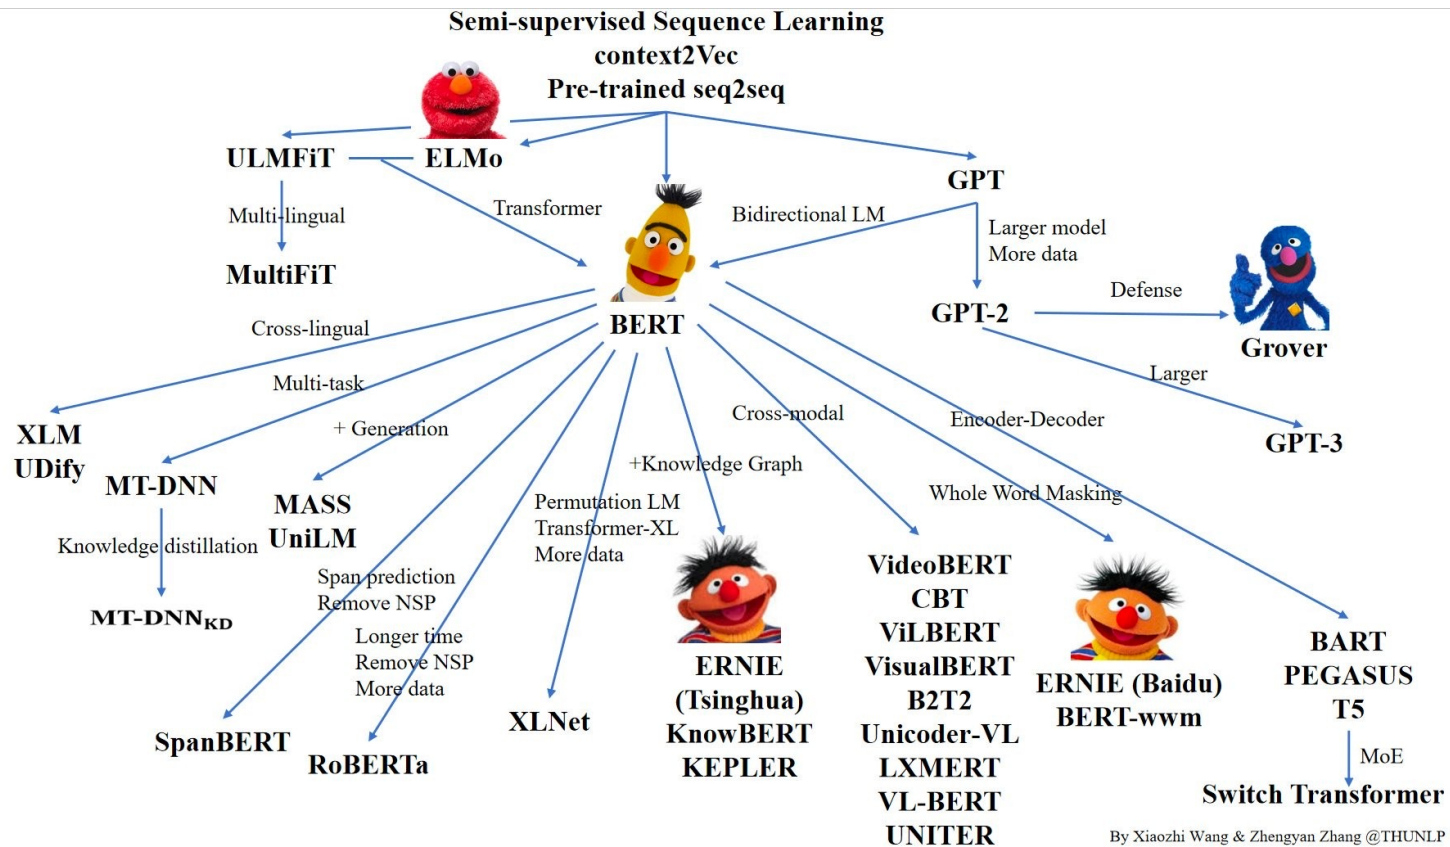 Semi-supervised Sequence Learning
context2Vec
Pre-trained seq2seq
ULMFiT
ELMo
GPT
Multi-lingual
Transformer
Bidirectional LM
Larger model
More data
MultiFiT
BERT
GPT-2
Defense
Grover
Cross-lingual
Multi-task
+ Generation
Larger
GPT-3
Cross-modal
Encoder-Decoder
XLM
UDify
MT-DNN
MASS
UniLM
+Knowledge Graph
Whole Word Masking
Permutation LM
Transformer-XL
More data
Knowledge distillation
MT-DNNKD
Span prediction
Remove NSP
Longer time
Remove NSP
More data
SpanBERT
RoBERTa
XLNet
ERNIE
(Tsinghua)
KnowBERT
KEPLER
VideoBERT
CBT
ViLBERT
VisualBERT
B2T2
Unicoder-VL
LXMERT
VL-BERT
UNITER
ERNIE (Baidu)
BERT-wwm
BART
PEGASUS
T5
MoE
Switch Transformer
By Xiaozhi Wang & Zhengyan Zhang @THUNLP